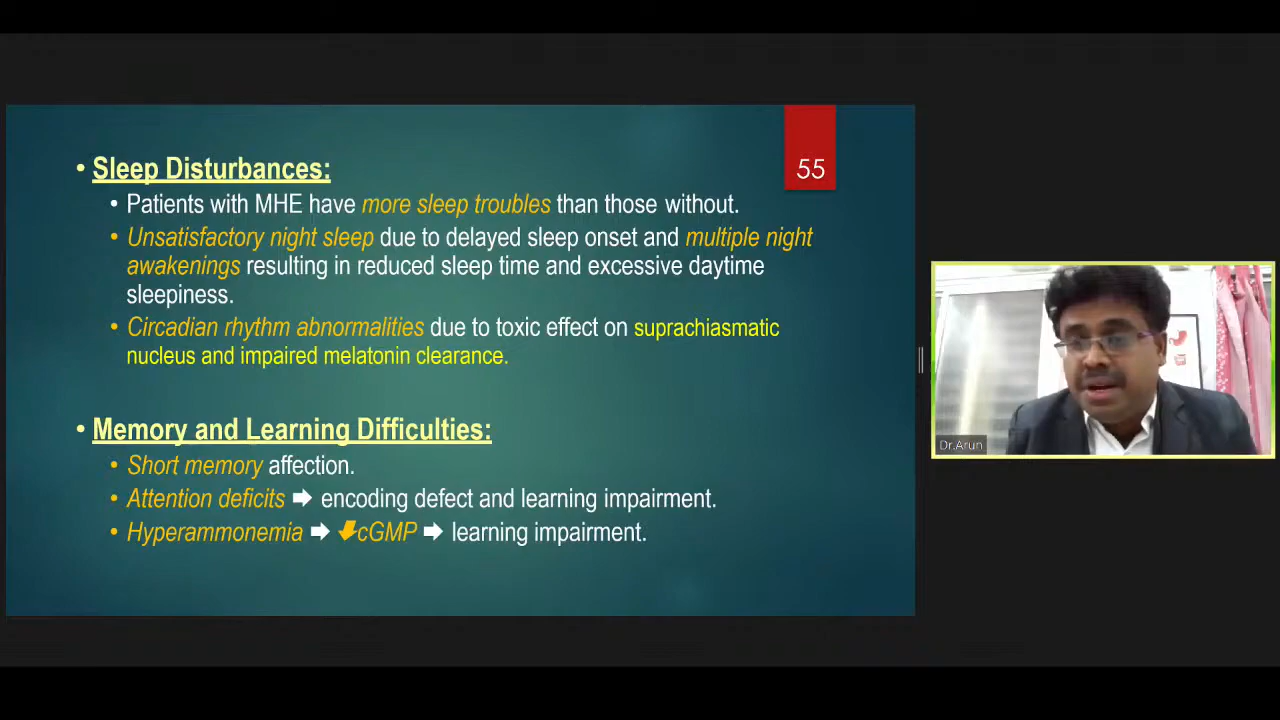 55
• Sleep Disturbances:
• Patients with MHE have more sleep troubles than those without.
• Unsatisfactory night sleep due to delayed sleep onset and multiple night
awakenings resulting in reduced sleep time and excessive daytime
sleepiness.
• Circadian rhythm abnormalities due to toxic effect on suprachiasmatic
nucleus and impaired melatonin clearance.
• Memory and Learning Difficulties:
• Short memory affection.
• Attention deficits ➡ encoding defect and learning impairment.
• Hyperammonemia ➡ ⬇cGMP ➡ learning impairment.
Dr.Arun